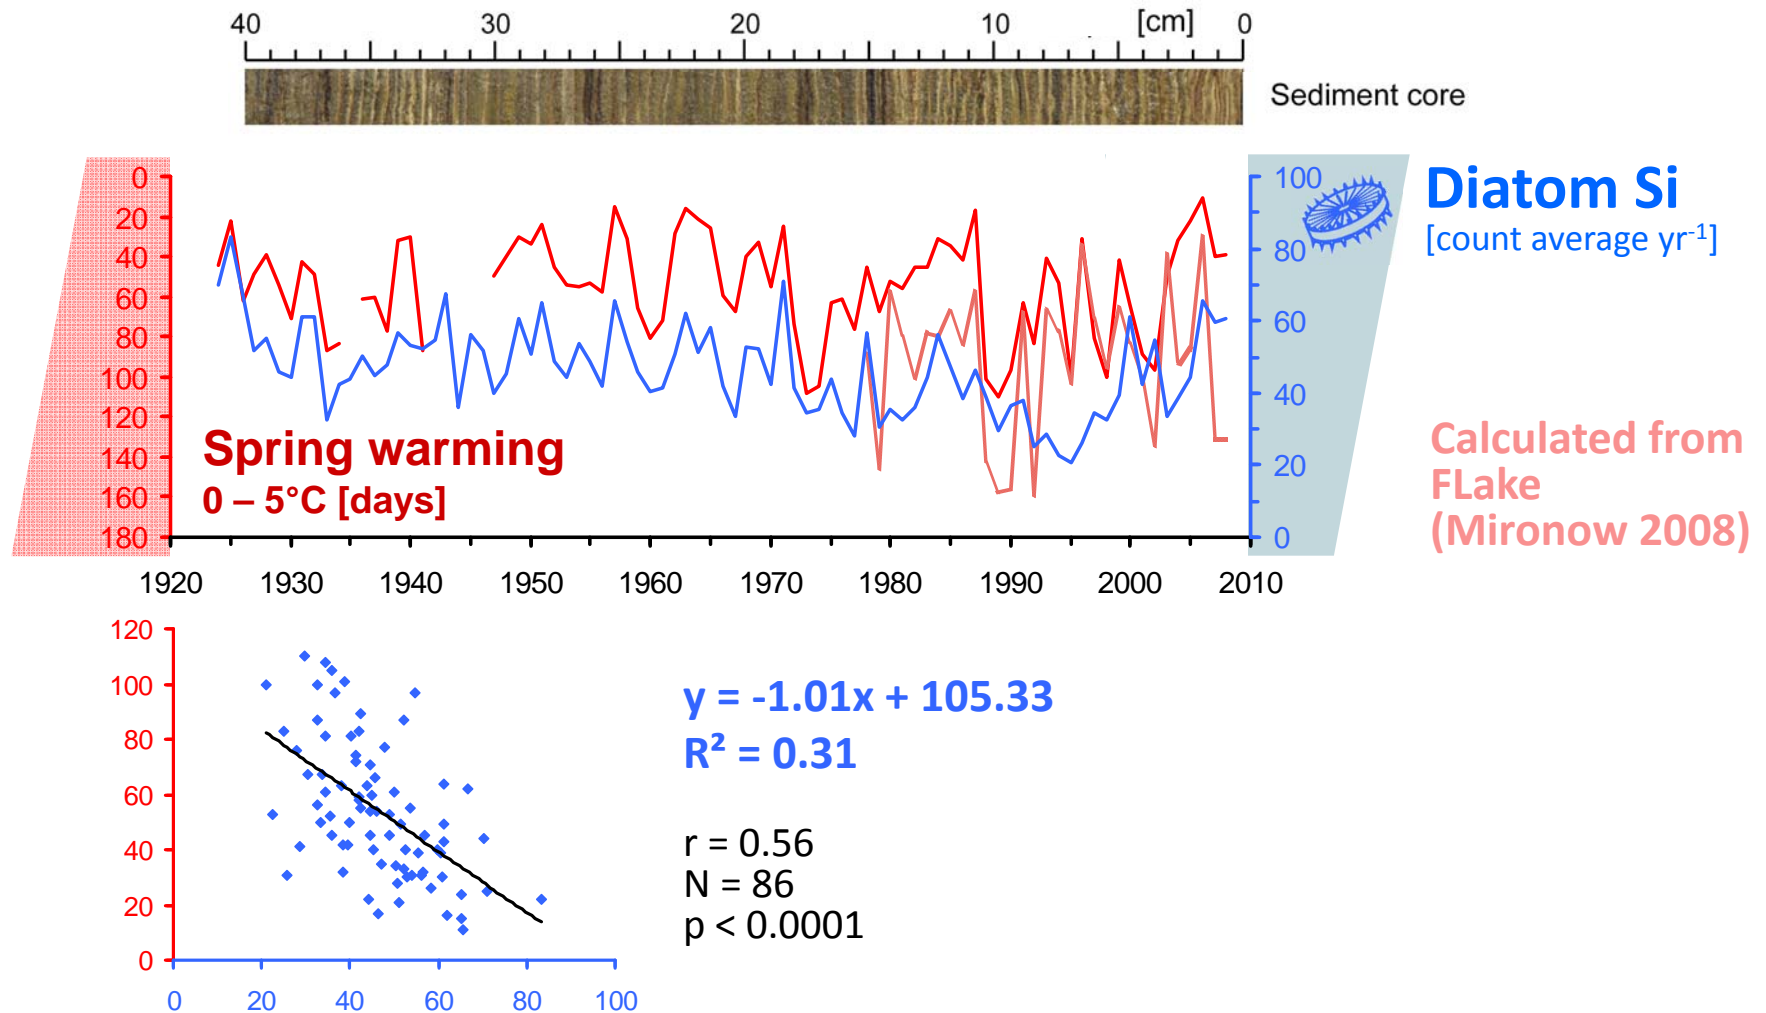 40 30 20 10 [cm] 0
Sediment core
0
20
40
60
80
100
120
140
160
180
Spring warming
0 – 5°C [days]
100
80
60
40
20
0
Diatom Si
[count average yr⁻¹]
Calculated from
FLake
(Mironow 2008)
1920 1930 1940 1950 1960 1970 1980 1990 2000 2010
120
100
80
60
40
20
0
0 20 40 60 80 100
y = -1.01x + 105.33
R² = 0.31
r = 0.56
N = 86
p < 0.0001